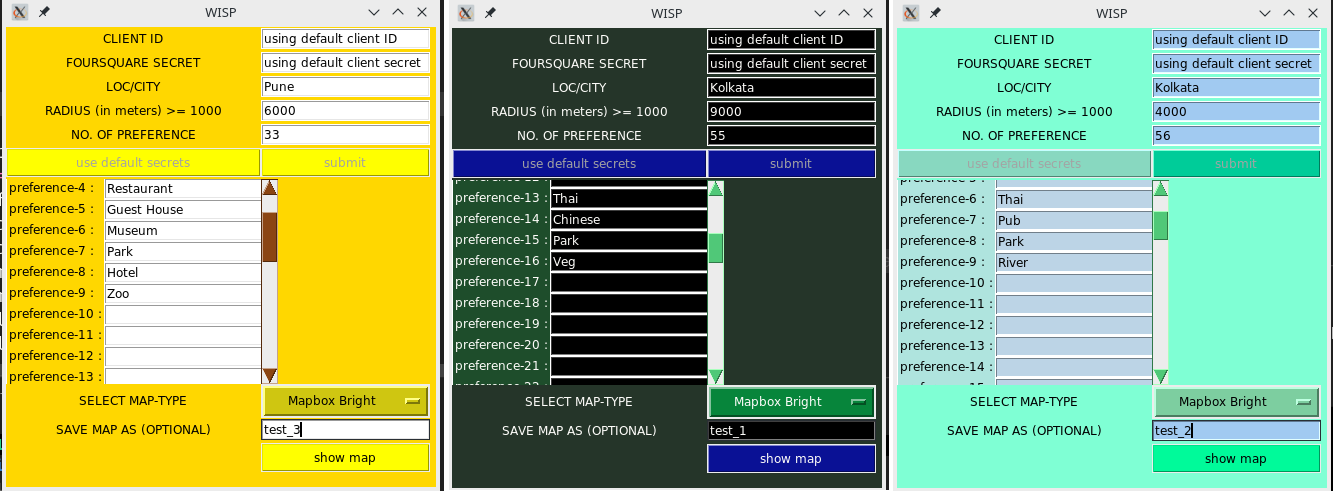 WISP
CLIENT ID using default client ID
FOURSQUARE SECRET using default client secret
LOC/CITY Pune
RADIUS (in meters) >= 1000 6000
NO. OF PREFERENCE 33
use default secrets submit
preference-4 : Restaurant
preference-5 : Guest House
preference-6 : Museum
preference-7 : Park
preference-8 : Hotel
preference-9 : Zoo
preference-10 :
preference-11 :
preference-12 :
preference-13 :
SELECT MAP-TYPE Mapbox Bright
SAVE MAP AS (OPTIONAL) test_3
show map
WISP
CLIENT ID using default client ID
FOURSQUARE SECRET using default client secret
LOC/CITY Kolkata
RADIUS (in meters) >= 1000 9000
NO. OF PREFERENCE 55
use default secrets submit
preference-13 : Thai
preference-14 : Chinese
preference-15 : Park
preference-16 : Veg
preference-17 :
preference-18 :
preference-19 :
preference-20 :
preference-21 :
SELECT MAP-TYPE Mapbox Bright
SAVE MAP AS (OPTIONAL) test_1
show map
WISP
CLIENT ID using default client ID
FOURSQUARE SECRET using default client secret
LOC/CITY Kolkata
RADIUS (in meters) >= 1000 4000
NO. OF PREFERENCE 56
use default secrets submit
preference-6 : Thai
preference-7 : Pub
preference-8 : Park
preference-9 : River
preference-10 :
preference-11 :
preference-12 :
preference-13 :
preference-14 :
SELECT MAP-TYPE Mapbox Bright
SAVE MAP AS (OPTIONAL) test_2
show map